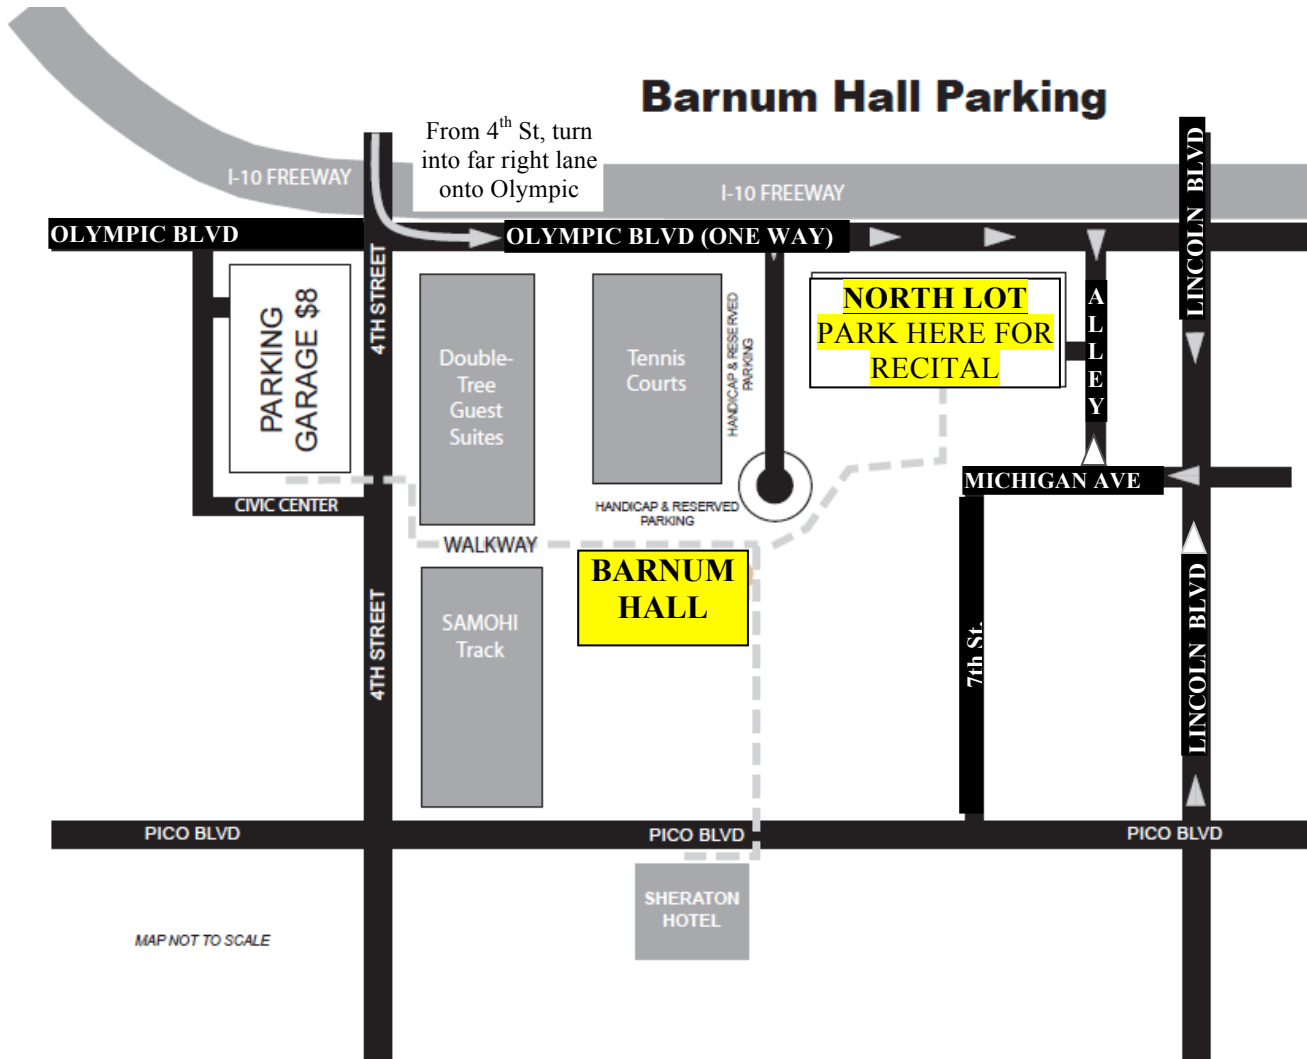 Barnum Hall Parking
From 4th St, turn
into far right lane
onto Olympic
I-10 FREEWAY
I-10 FREEWAY
LINCOLN BLVD
OLYMPIC BLVD
OLYMPIC BLVD (ONE WAY)
4TH STREET
PARKING
GARAGE $8
Double-
Tree
Guest
Suites
Tennis
Courts
HANDICAP & RESERVED
PARKING
NORTH LOT
PARK HERE FOR
RECITAL
ALLEY
MICHIGAN AVE
CIVIC CENTER
HANDICAP & RESERVED
PARKING
WALKWAY
BARNUM
HALL
4TH STREET
SAMOHI
Track
7th St.
LINCOLN BLVD
PICO BLVD
PICO BLVD
PICO BLVD
SHERATON
HOTEL
MAP NOT TO SCALE